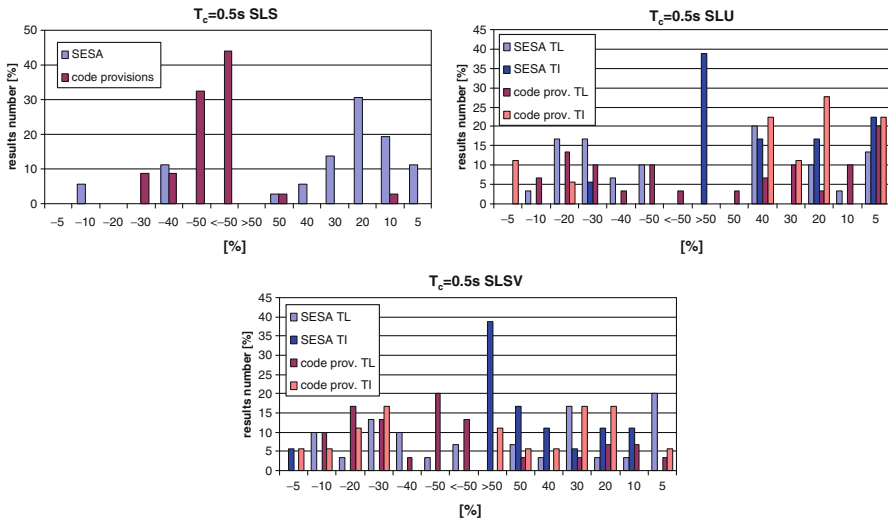 T_c=0.5s SLS
results number [%]
50
40
30
20
10
0
SESA
code provisions
−5 −10 −20 −30 −40 −50 <−50 >50 50 40 30 20 10 5
[%]
T_c=0.5s SLU
results number [%]
45
40
35
30
25
20
15
10
5
0
SESA TL
SESA TI
code prov. TL
code prov. TI
−5 −10 −20 −30 −40 −50 <−50 >50 50 40 30 20 10 5
[%]
T_c=0.5s SLSV
results number [%]
45
40
35
30
25
20
15
10
5
0
SESA TL
SESA TI
code prov. TL
code prov. TI
−5 −10 −20 −30 −40 −50 <−50 >50 50 40 30 20 10 5
[%]